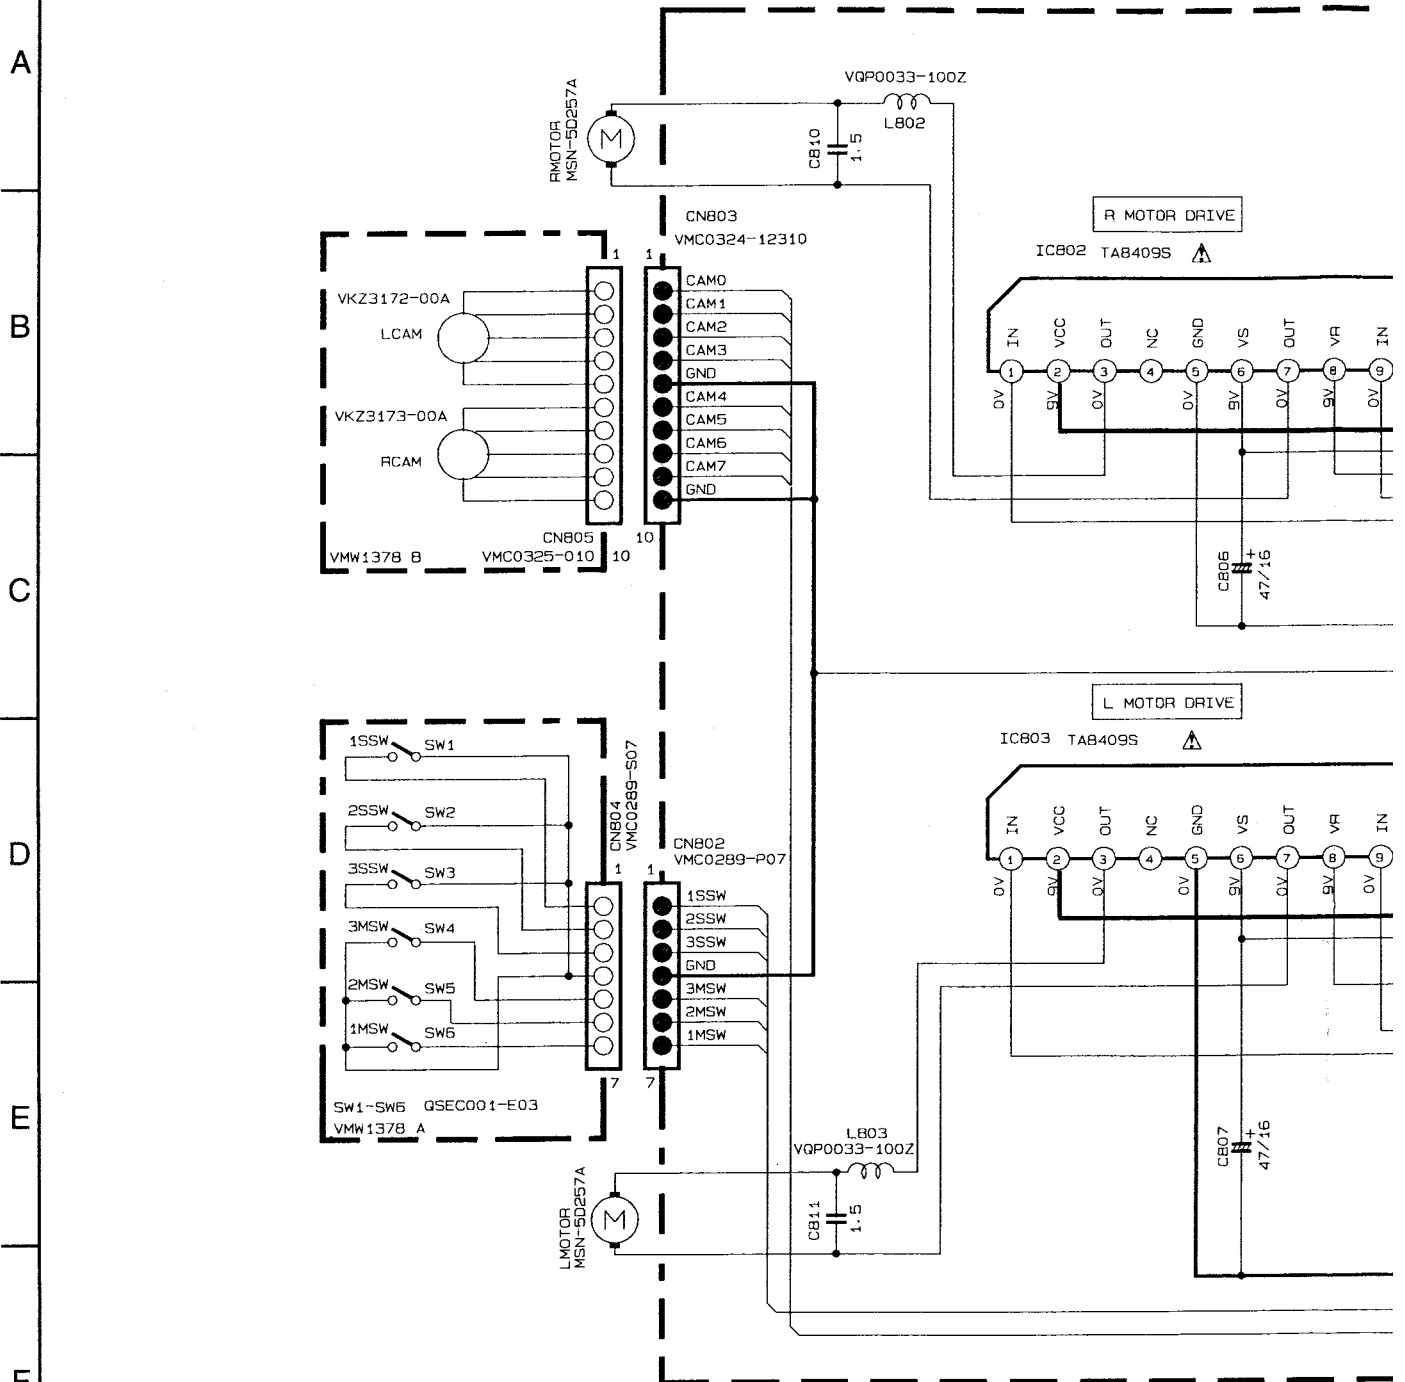 A
B
C
D
E
F
VQP0033-100Z
L802
RMOTOR
MSN-5D257A
M
C810
1.5
CN803
VMC0324-12310
R MOTOR DRIVE
IC802 TA8409S
1
1
VKZ3172-00A
LCAM
VKZ3173-00A
RCAM
CAM0
CAM1
CAM2
CAM3
GND
CAM4
CAM5
CAM6
CAM7
GND
CN805
VMC0325-010
10
10
VMW1378 B
IN VCC OUT NC GND VS OUT VR IN
1 2 3 4 5 6 7 8 9
0V 9V 0V 0V 9V 0V 9V 0V
C806
+
47/16
L MOTOR DRIVE
IC803 TA8409S
1SSW SW1
2SSW SW2
3SSW SW3
3MSW SW4
2MSW SW5
1MSW SW6
CN804
VMC0289-S07
CN802
VMC0289-P07
1
1
1SSW
2SSW
3SSW
GND
3MSW
2MSW
1MSW
7
7
SW1-SW6 QSEC001-E03
VMW1378 A
IN VCC OUT NC GND VS OUT VR IN
1 2 3 4 5 6 7 8 9
0V 9V 0V 0V 9V 0V 9V 0V
C807
+
47/16
L803
VQP0033-100Z
LMOTOR
MSN-5D257A
M
C811
1.5